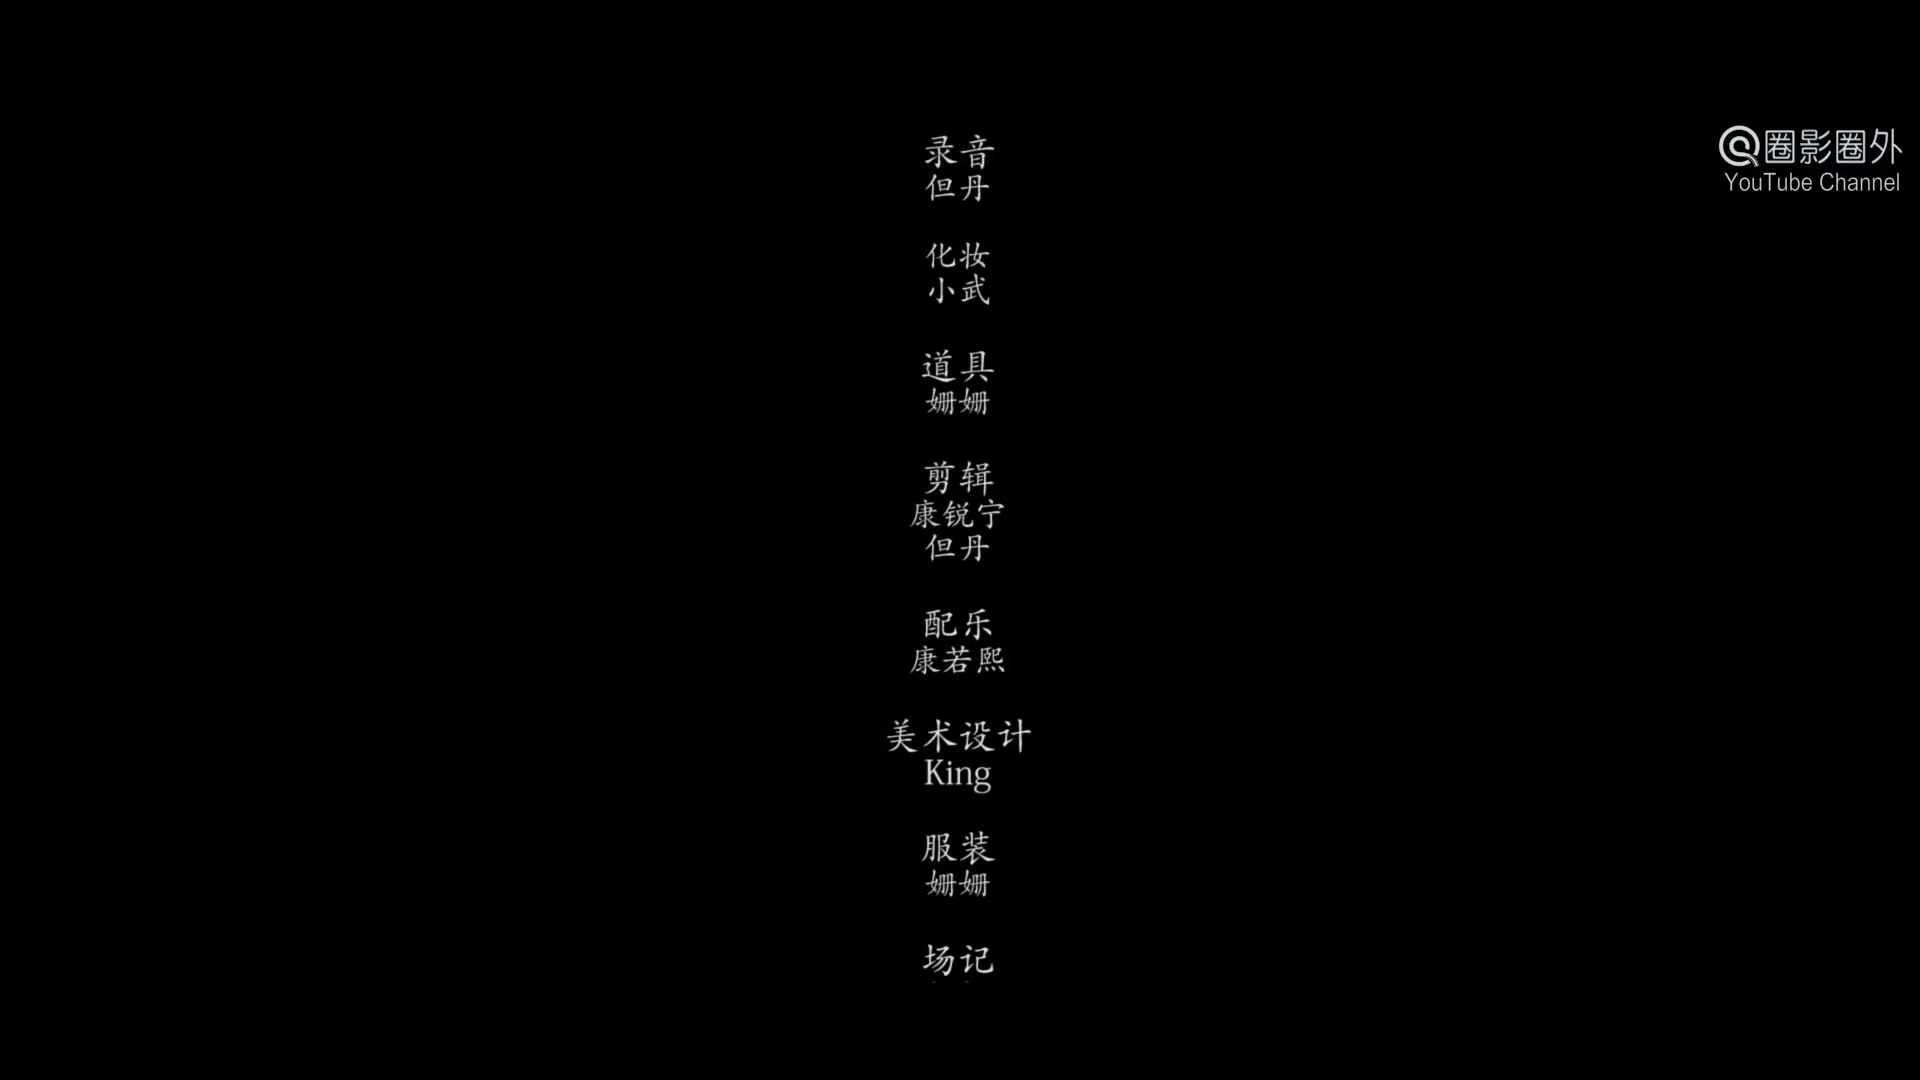 录音
但丹
化妆
小武
道具
姗姗
剪辑
康锐宁
但丹
配乐
康若熙
美术设计
King
服装
姗姗
场记
圈影圈外
YouTube Channel